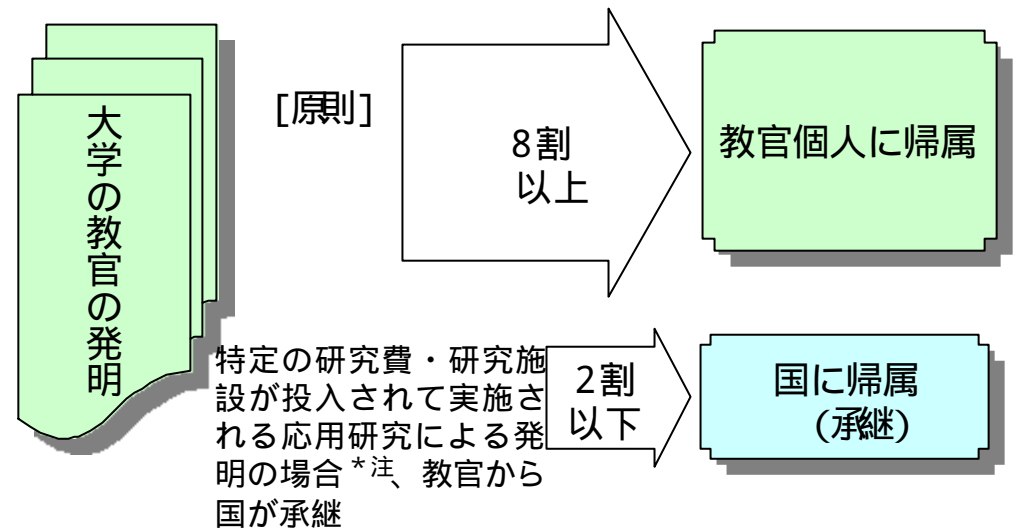 大学の教官の発明
[原則]
8割
以上
教官個人に帰属
特定の研究費・研究施
設が投入されて実施さ
れる応用研究による発
明の場合*注、教官から
国が承継
2割
以下
国に帰属
(承継)